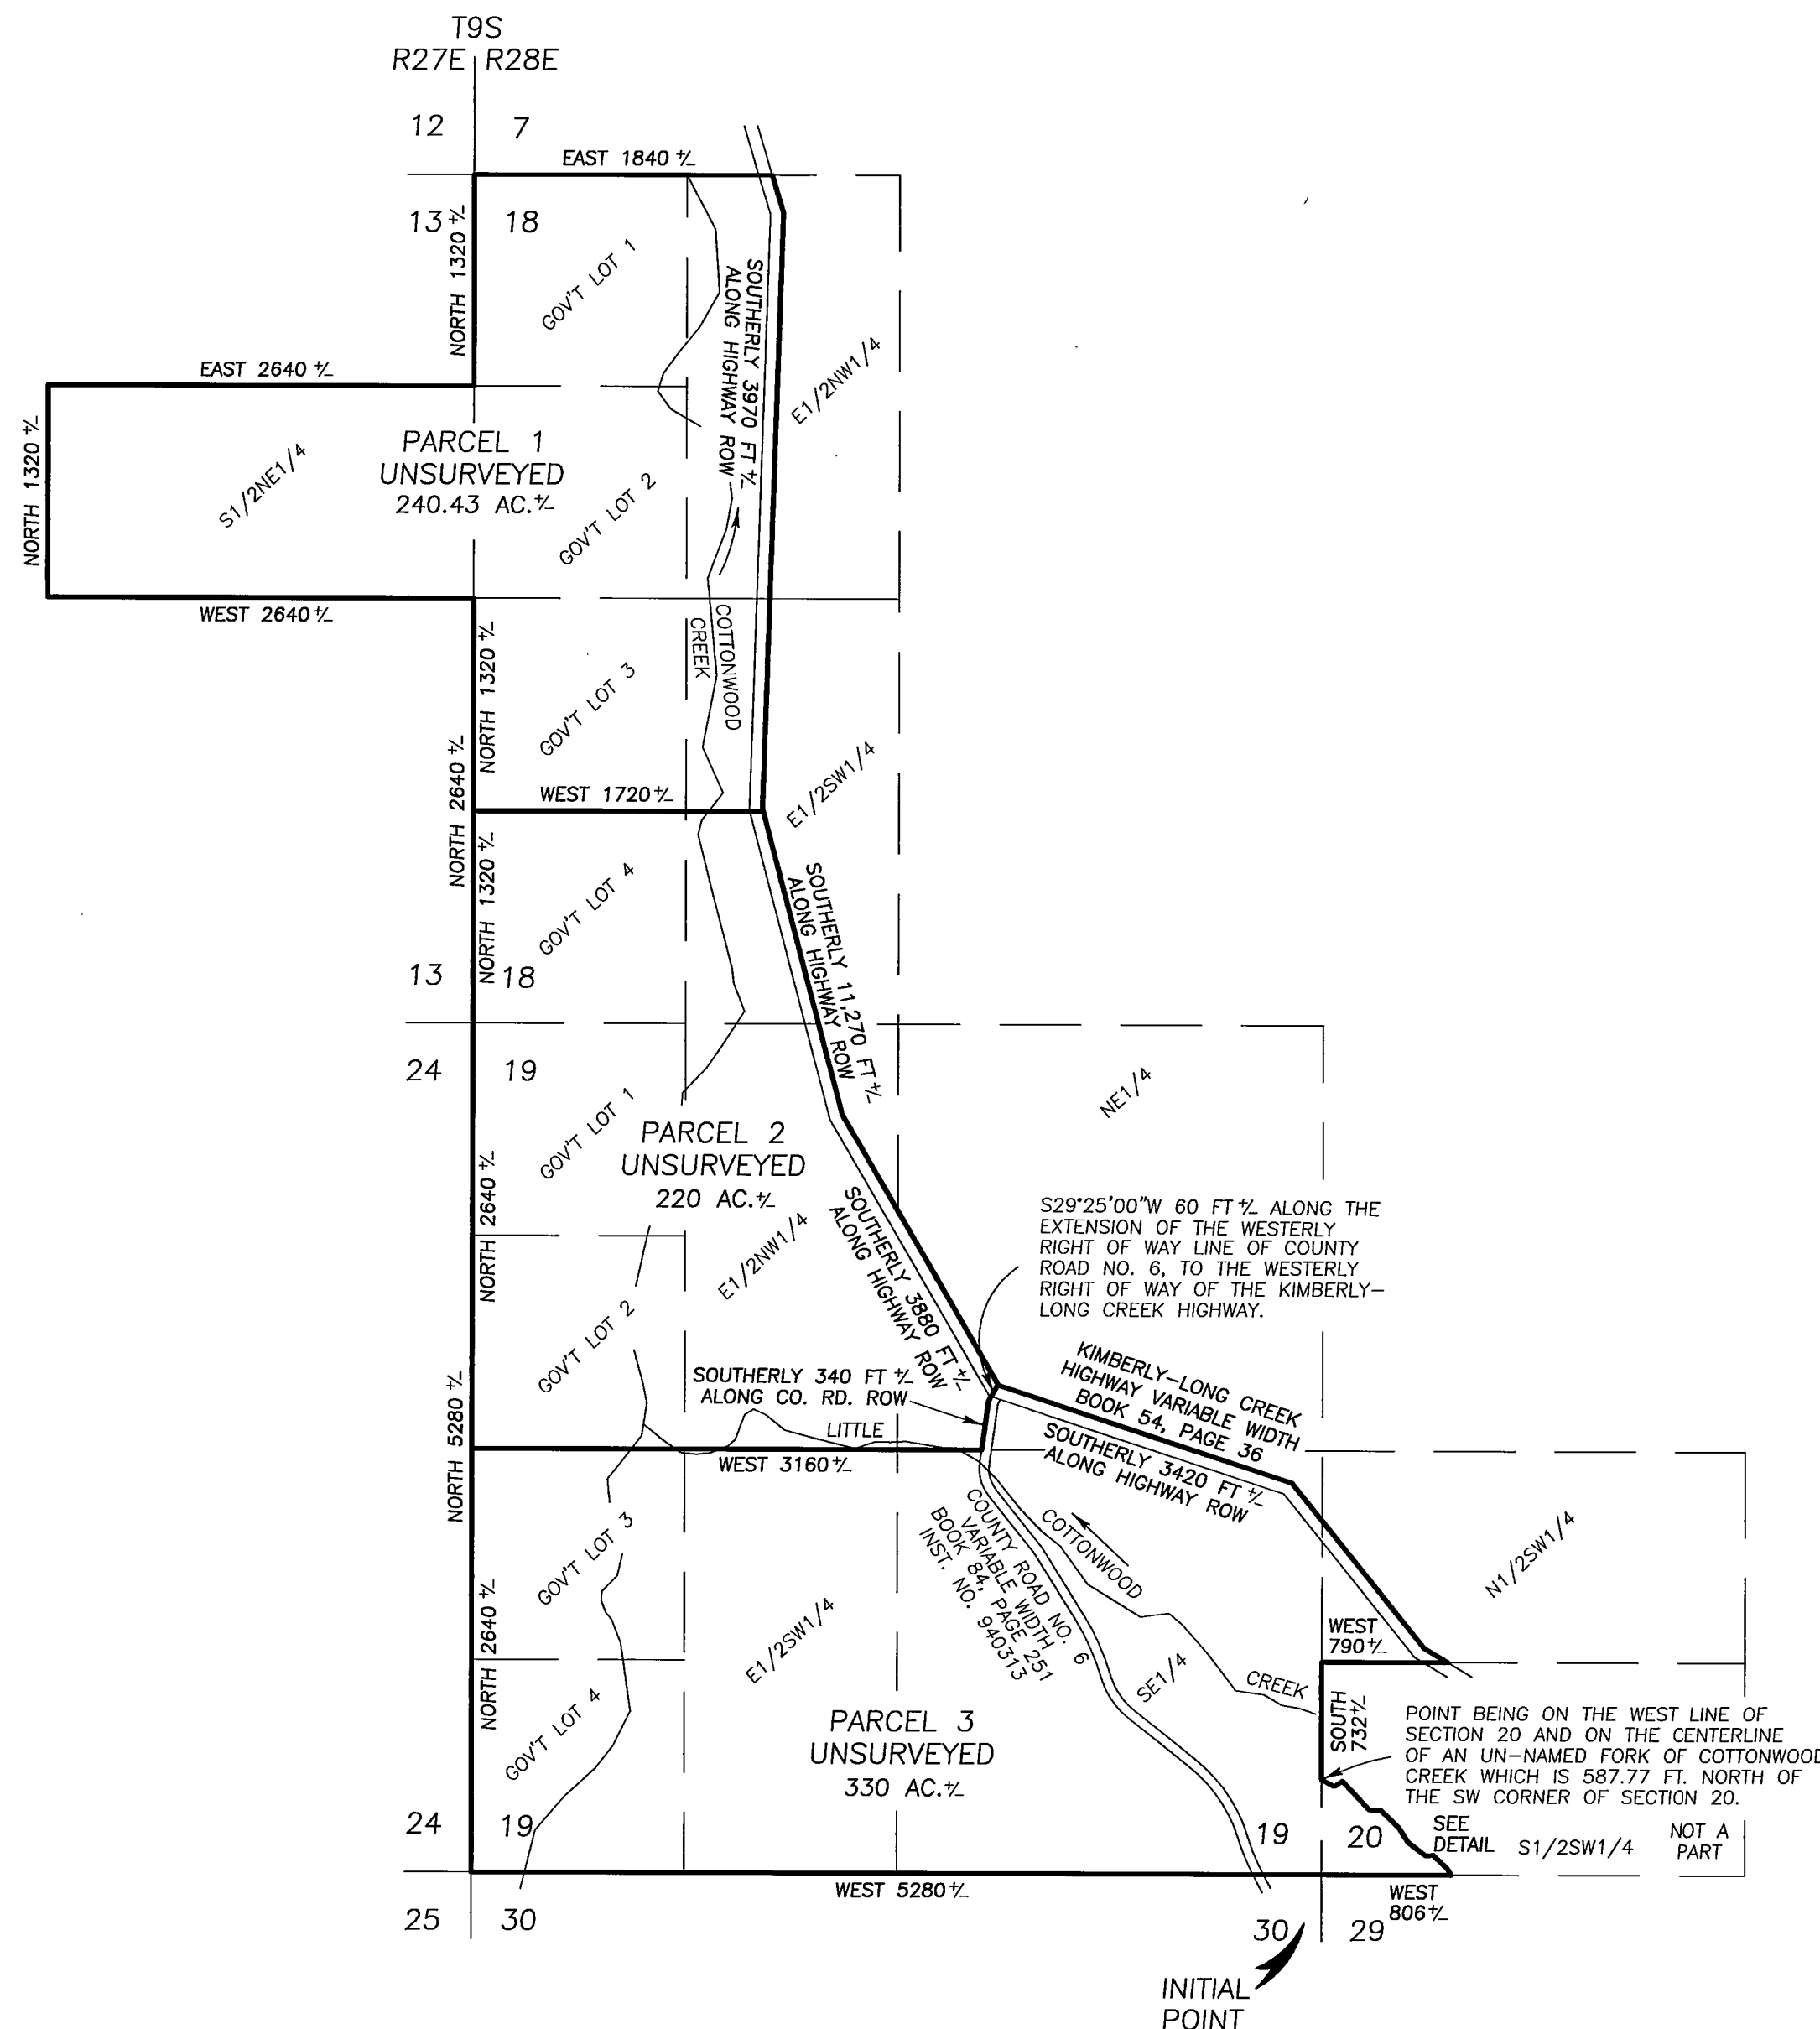 T9S
R27E R28E
12 7
EAST 1840 +/-
13 18
NORTH 1320 +/-
GOV'T LOT 1
SOUTHERLY 3970 FT +/-
ALONG HIGHWAY ROW
E1/2NW1/4
EAST 2640 +/-
NORTH 1320 +/-
S1/2NE1/4
PARCEL 1
UNSURVEYED
240.43 AC.+/-
GOV'T LOT 2
WEST 2640 +/-
COTTONWOOD
CREEK
NORTH 1320 +/-
GOV'T LOT 3
NORTH 2640 +/-
WEST 1720 +/-
E1/2SW1/4
NORTH 1320 +/-
GOV'T LOT 4
SOUTHERLY 11,270 FT +/-
ALONG HIGHWAY ROW
13 18
24 19
GOV'T LOT 1
NE1/4
PARCEL 2
UNSURVEYED
220 AC.+/-
NORTH 2640 +/-
E1/2NW1/4
SOUTHERLY 3880 FT +/-
ALONG HIGHWAY ROW
S29°25'00"W 60 FT +/- ALONG THE
EXTENSION OF THE WESTERLY
RIGHT OF WAY LINE OF COUNTY
ROAD NO. 6, TO THE WESTERLY
RIGHT OF WAY OF THE KIMBERLY-
LONG CREEK HIGHWAY.
GOV'T LOT 2
SOUTHERLY 340 FT +/-
ALONG CO. RD. ROW
KIMBERLY-LONG CREEK
HIGHWAY VARIABLE WIDTH
BOOK 54, PAGE 36
LITTLE
NORTH 5280 +/-
WEST 3160 +/-
SOUTHERLY 3420 FT +/-
ALONG HIGHWAY ROW
GOV'T LOT 3
COUNTY ROAD NO. 6
VARIABLE WIDTH
BOOK 84, PAGE 251
INST. NO. 940313
COTTONWOOD
N1/2SW1/4
NORTH 2640 +/-
E1/2SW1/4
WEST
790 +/-
SE1/4
CREEK
GOV'T LOT 4
PARCEL 3
UNSURVEYED
330 AC.+/-
SOUTH
732 +/-
POINT BEING ON THE WEST LINE OF
SECTION 20 AND ON THE CENTERLINE
OF AN UN-NAMED FORK OF COTTONWOOD
CREEK WHICH IS 587.77 FT. NORTH OF
THE SW CORNER OF SECTION 20.
24 19
19 20
SEE
DETAIL
S1/2SW1/4
NOT A
PART
WEST 5280 +/-
WEST
806 +/-
25 30
30 29
INITIAL
POINT